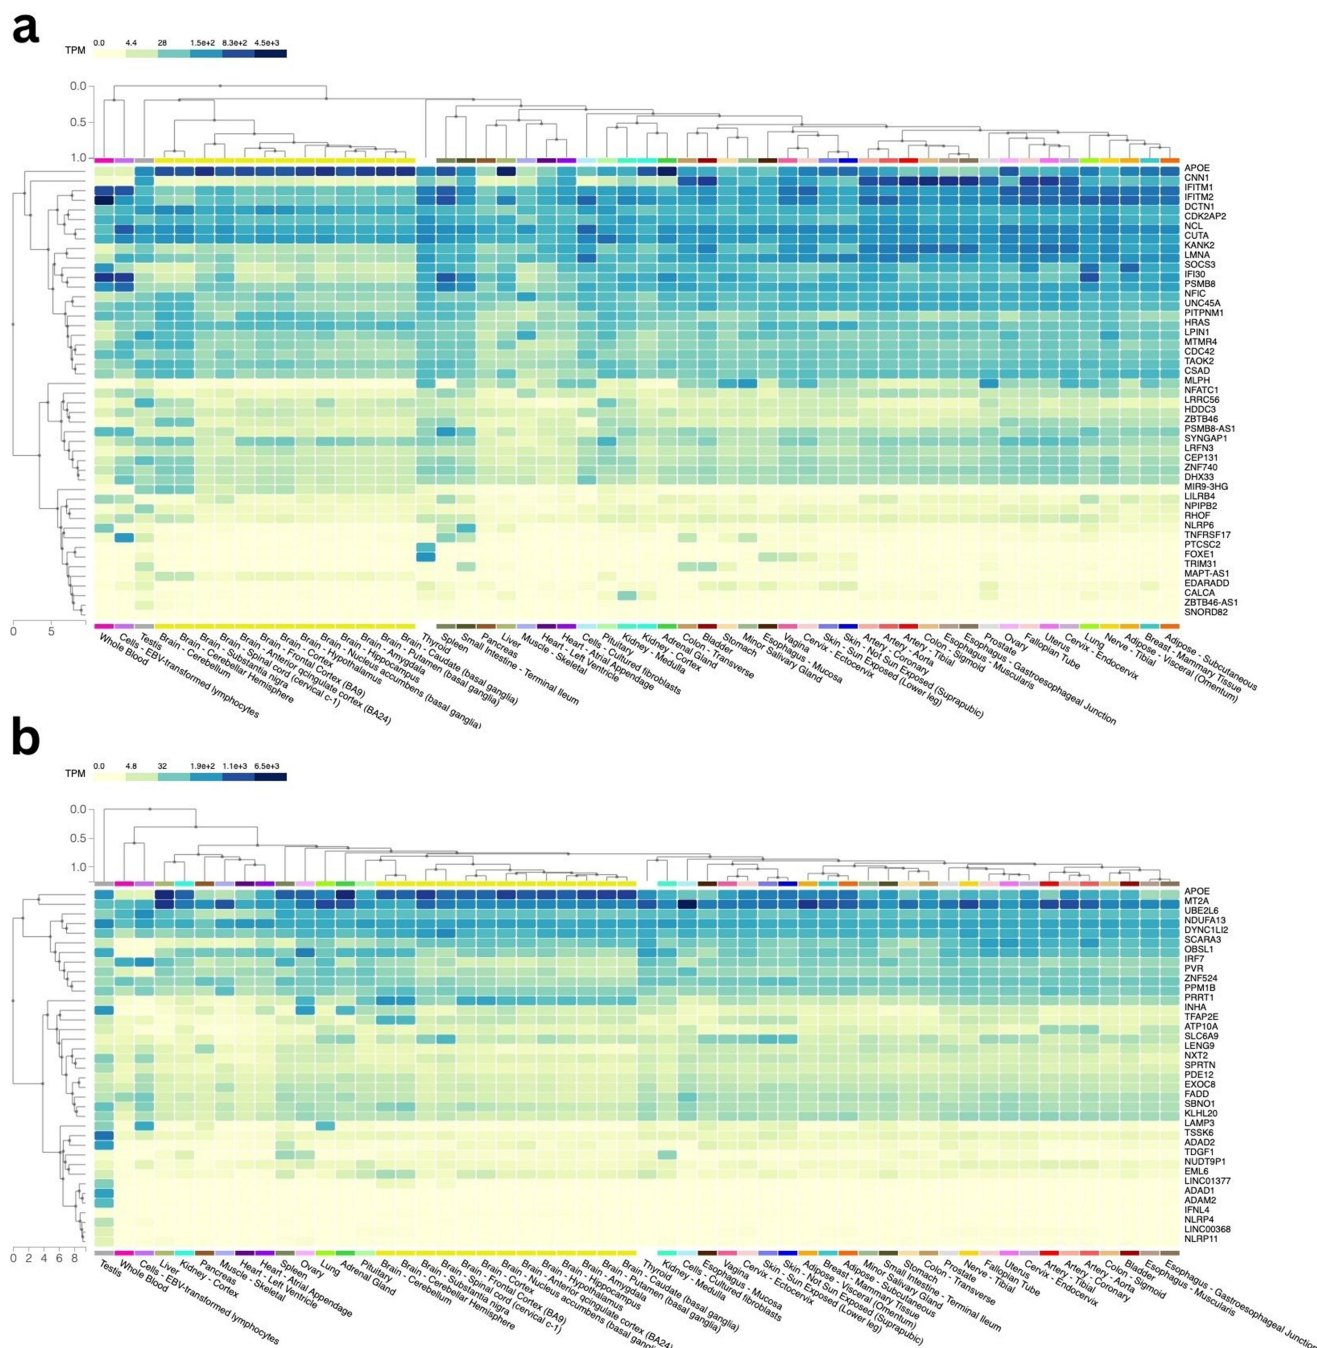 a
TPM
0.0 4.4 28 1.5e+2 8.3e+2 4.5e+3
0.0
0.5
1.0
APOE
CNN1
IFITM1
IFITM2
DCTN1
CDK2AP2
NCL
CUTA
KANK2
LMNA
SOCS3
IFI30
PSMB8
NFIC
UNC45A
PITPNM1
HRAS
LPIN1
MTMR4
CDC42
TAOK2
CSAD
MLPH
NFATC1
LRRC56
HDDC3
ZBTB46
PSMB8-AS1
SYNGAP1
LRFN3
CEP131
ZNF740
DHX33
MIR9-3HG
LILRB4
NPIPB2
RHOF
NLRP6
TNFRSF17
PTCSC2
FOXE1
TRIM31
MAPT-AS1
EDARADD
CALCA
ZBTB46-AS1
SNORD82
0 5
Whole Blood
Cells - EBV-transformed lymphocytes
Testis
Brain - Cerebellum
Brain - Cerebellar Hemisphere
Brain - Substantia nigra
Brain - Spinal cord (cervical c-1)
Brain - Anterior cingulate cortex (BA24)
Brain - Frontal Cortex (BA9)
Brain - Cortex
Brain - Nucleus accumbens (basal ganglia)
Brain - Hypothalamus
Brain - Hippocampus
Brain - Amygdala
Brain - Putamen (basal ganglia)
Brain - Caudate (basal ganglia)
Thyroid
Spleen
Small Intestine - Terminal Ileum
Pancreas
Liver
Muscle - Skeletal
Heart - Left Ventricle
Heart - Atrial Appendage
Cells - Cultured fibroblasts
Pituitary
Kidney - Medulla
Kidney - Cortex
Adrenal Gland
Colon - Transverse
Bladder
Stomach
Minor Salivary Gland
Esophagus - Mucosa
Vagina
Cervix - Ectocervix
Skin - Sun Exposed (Lower leg)
Skin - Not Sun Exposed (Suprapubic)
Artery - Coronary
Artery - Aorta
Artery - Tibial
Colon - Sigmoid
Esophagus - Muscularis
Esophagus - Gastroesophageal Junction
Prostate
Ovary
Fallopian Tube
Uterus
Cervix - Endocervix
Lung
Nerve - Tibial
Adipose - Visceral (Omentum)
Breast - Mammary Tissue
Adipose - Subcutaneous
b
TPM
0.0 4.8 32 1.9e+2 1.1e+3 6.5e+3
0.0
0.5
1.0
APOE
MT2A
UBE2L6
NDUFA13
DYNC1LI2
SCARA3
OBSL1
IRF7
PVR
ZNF524
PPM1B
PRRT1
INHA
TFAP2E
ATP10A
SLC6A9
LENG9
NXT2
SPRTN
PDE12
EXOC8
FADD
SBNO1
KLHL20
LAMP3
TSSK6
ADAD2
TDGF1
NUDT9P1
EML6
LINC01377
ADAD1
ADAM2
IFNL4
NLRP4
LINC00368
NLRP11
0 2 4 6 8
Testis
Whole Blood
Cells - EBV-transformed lymphocytes
Liver
Kidney - Cortex
Pancreas
Muscle - Skeletal
Heart - Left Ventricle
Heart - Atrial Appendage
Spleen
Ovary
Lung
Adrenal Gland
Pituitary
Brain - Cerebellum
Brain - Cerebellar Hemisphere
Brain - Substantia nigra
Brain - Spinal cord (cervical c-1)
Brain - Frontal Cortex (BA9)
Brain - Cortex
Brain - Nucleus accumbens (basal gangli
Brain - Anterior cingulate cortex (BA24)
Brain - Hypothalamus
Brain - Hippocampus
Brain - Amygdala
Brain - Putamen (basal ganglia)
Brain - Caudate (basal ganglia)
Thyroid
Kidney - Medulla
Cells - Cultured fibroblasts
Esophagus - Mucosa
Vagina
Cervix - Ectocervix
Skin - Sun Exposed (Lower leg)
Skin - Not Sun Exposed (Suprapubic)
Adipose - Visceral (Omentum)
Breast - Mammary Tissue
Adipose - Subcutaneous
Minor Salivary Gland
Small Intestine - Terminal Ileum
Stomach
Colon - Transverse
Prostate
Nerve - Tibial
Fallopian Tube
Uterus
Cervix - Endocervix
Artery - Tibial
Artery - Coronary
Artery - Aorta
Colon - Sigmoid
Bladder
Esophagus - Muscularis
Esophagus - Gastroesophageal Junction